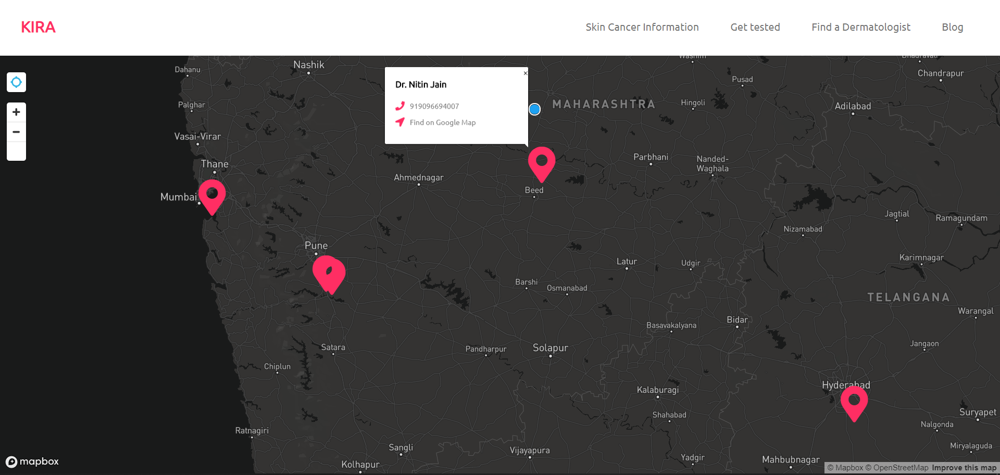 KIRA
Skin Cancer Information
Get tested
Find a Dermatologist
Blog
Washim
Bhadravati
Nashik
Dahanu
Chandrapur
×
Dr. Nitin Jain
Pusad
919096694007
Find on Google Map
MAHARASHTRA
Hingoli
Adilabad
Palghar
+
−
Vasai-Virar
Parbhani
Nanded-
Waghala
Thane
Ahmednagar
Beed
Mumbai
Jagtial
Ramagundam
Nizamabad
Pune
Karimnagar
Latur
Udgir
Barshi
Osmanabad
TELANGANA
Warangal
Bidar
Basavakalyana
Satara
Pandharpur
Solapur
Jangaon
Chiplun
Hyderabad
Kalaburagi
Shahabad
Suryapet
Nalgonda
Ratnagiri
Sangli
Vijayapura
Miryalaguda
Yadgir
Mahbubnagar
Kolhapur
mapbox
© Mapbox © OpenStreetMap Improve this map